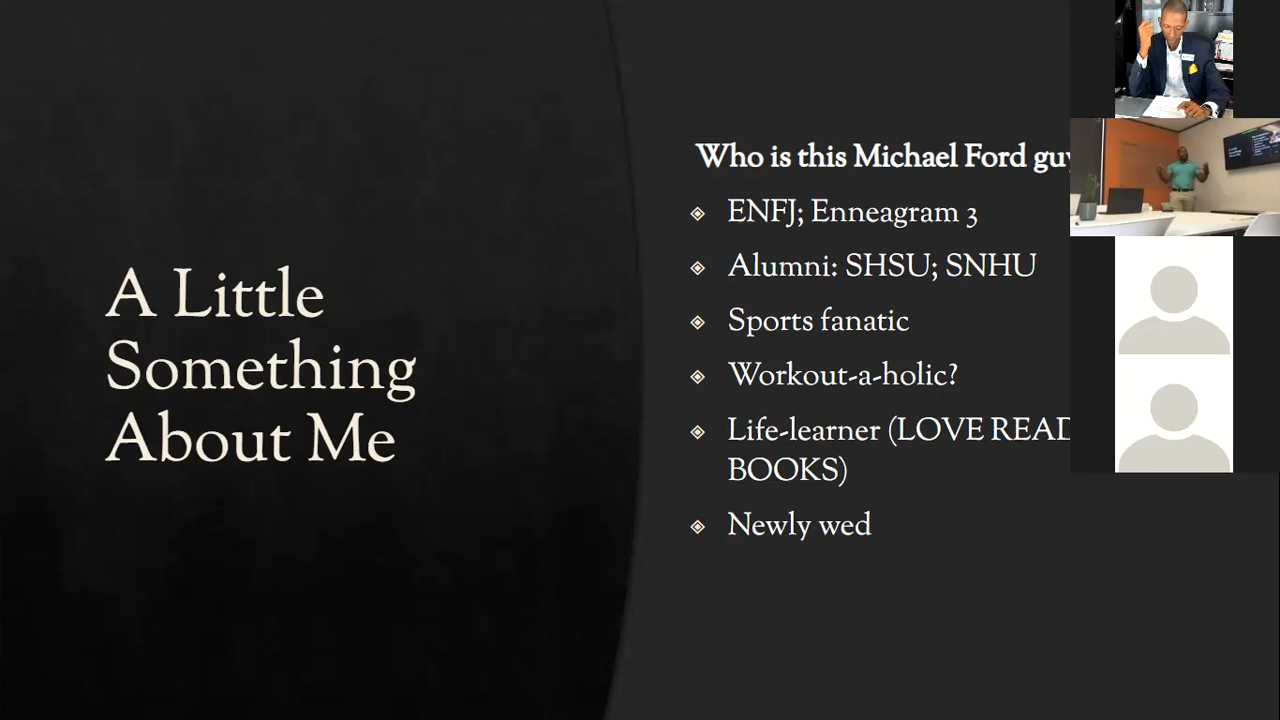 A Little
Something
About Me
Who is this Michael Ford
ENFJ; Enneagram 3
Alumni: SHSU; SNHU
Sports fanatic
Workout-a-holic?
Life-learner (LOVE
BOOKS)
Newly wed